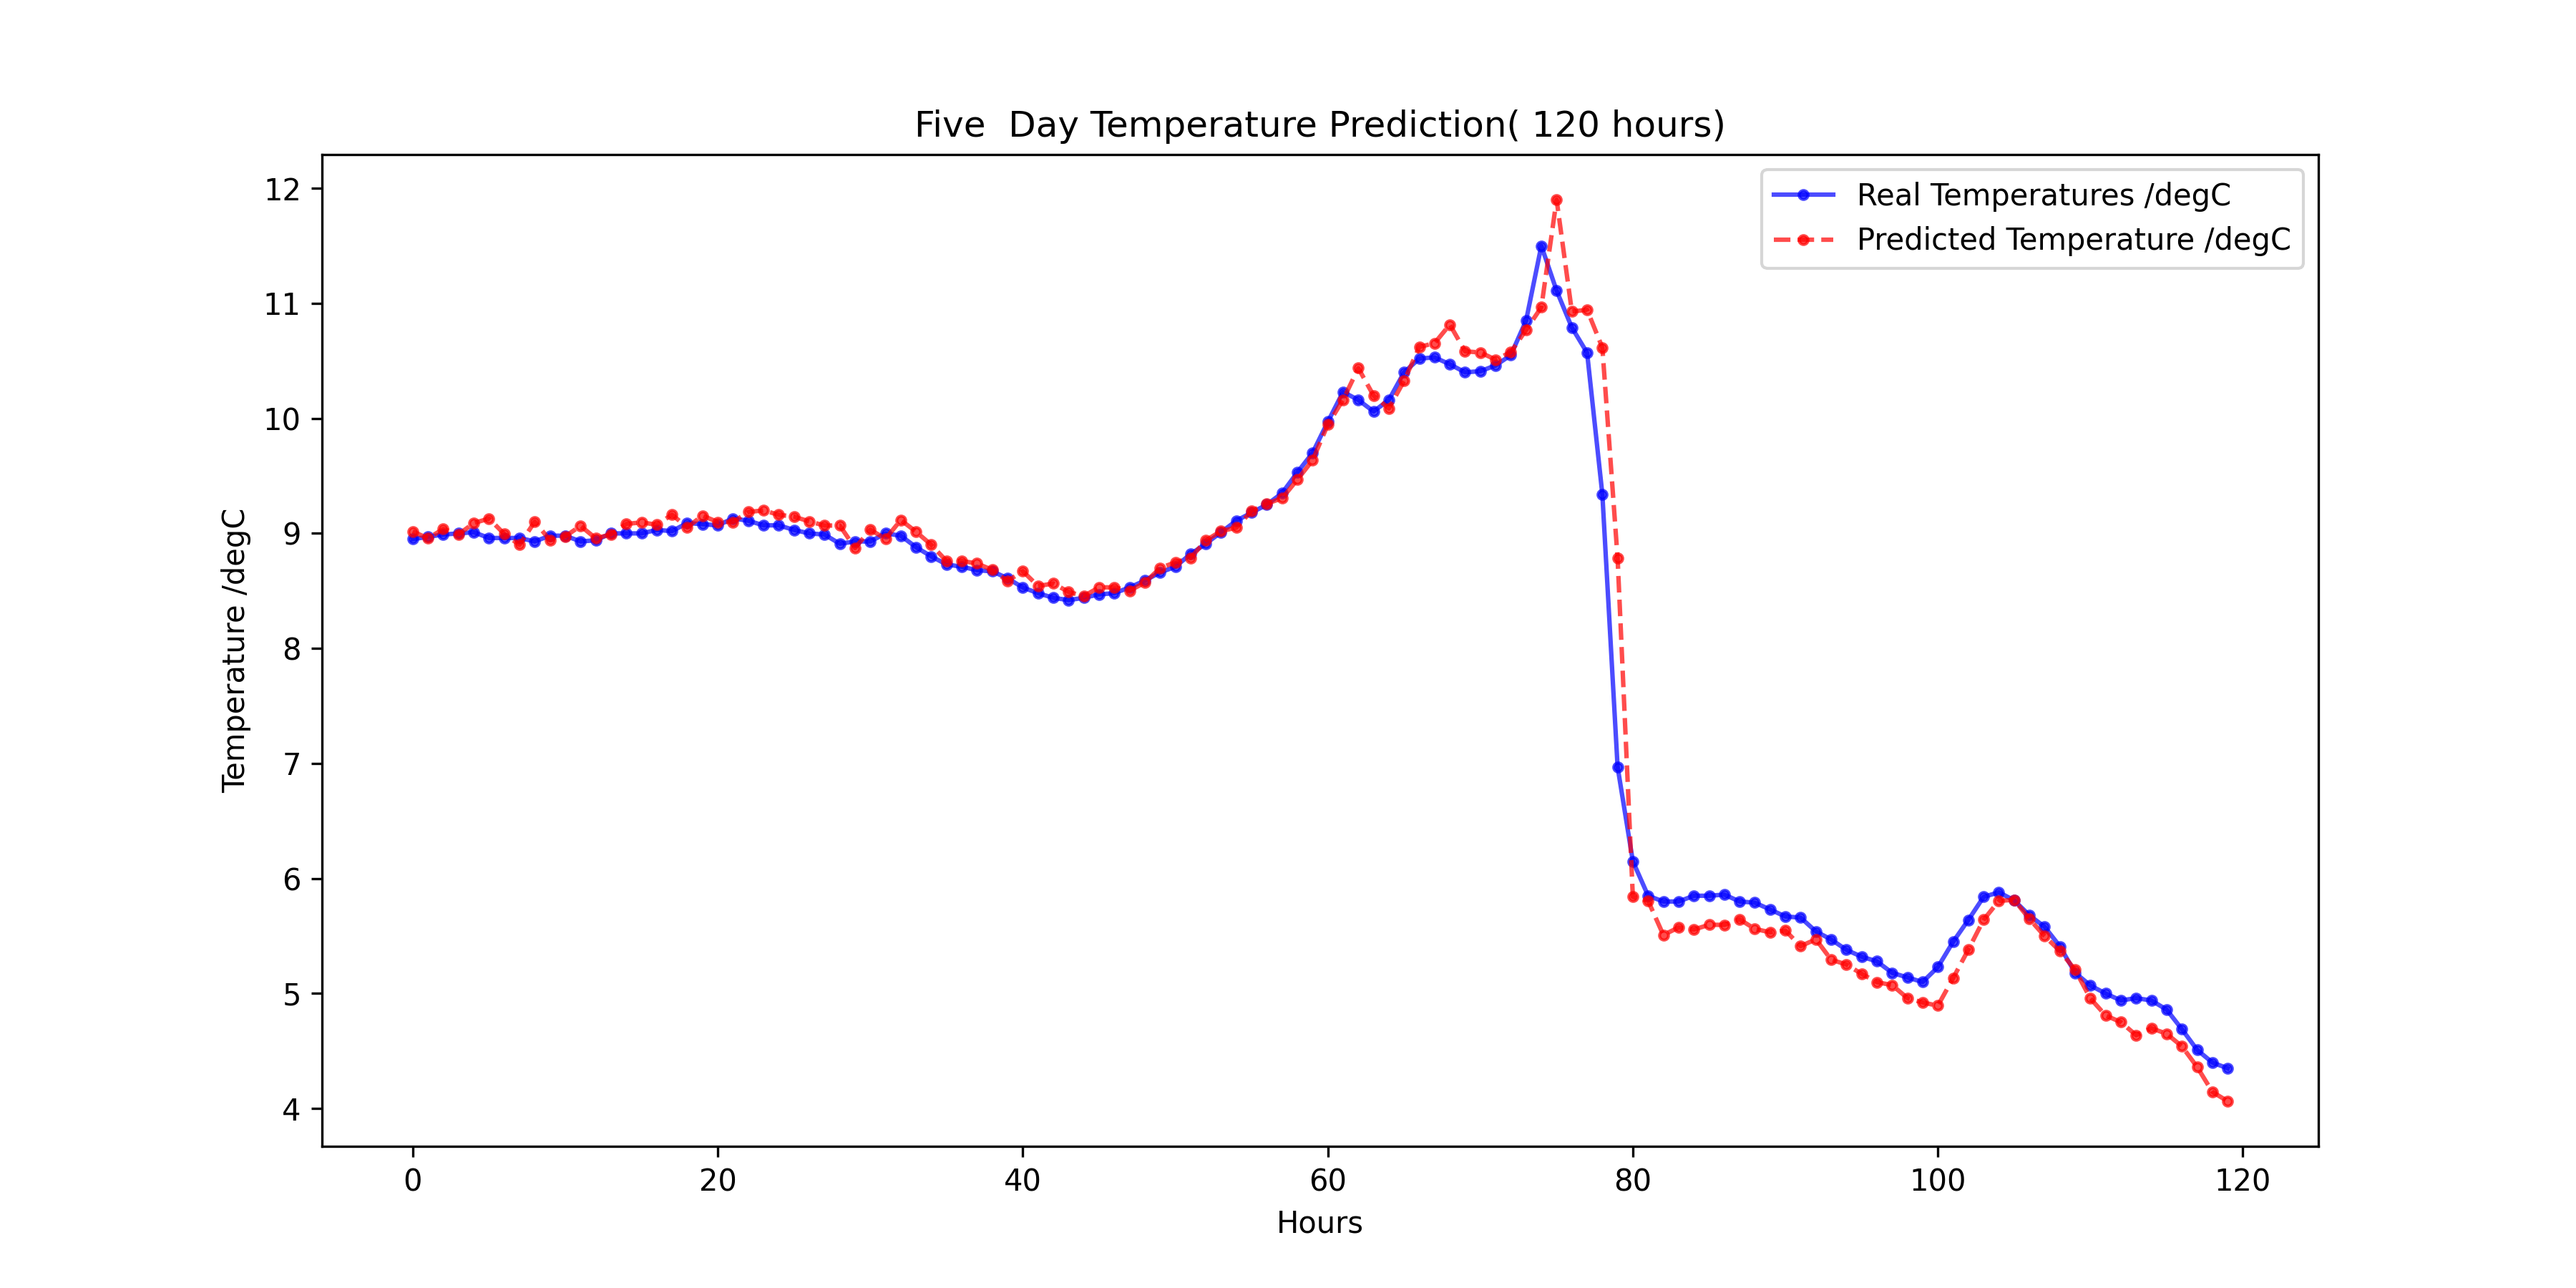 Five  Day Temperature Prediction( 120 hours)
Real Temperatures /degC
Predicted Temperature /degC
Temperature /degC
12
11
10
9
8
7
6
5
4
0 20 40 60 80 100 120
Hours